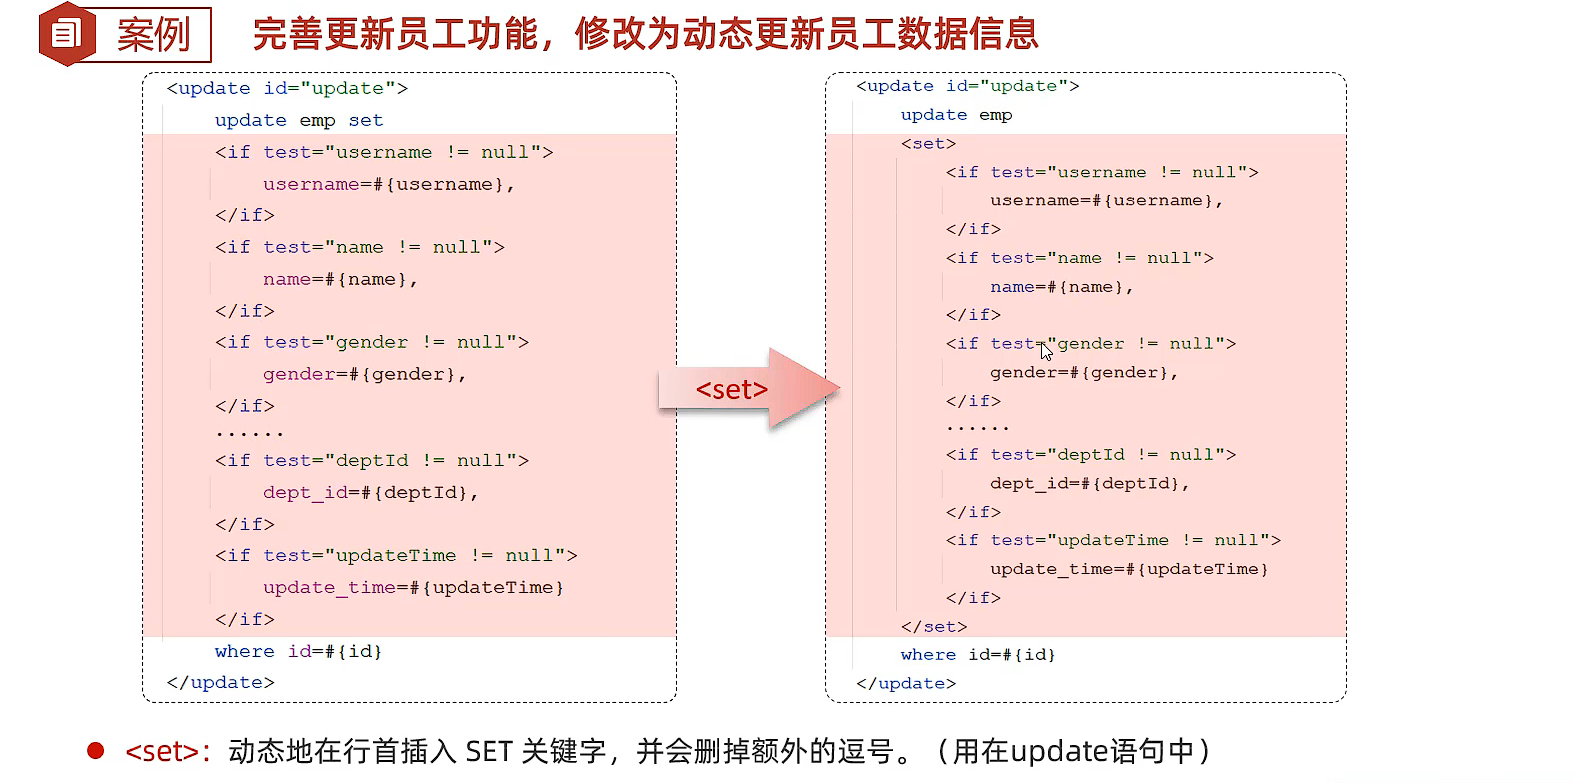 案例
完善更新员工功能，修改为动态更新员工数据信息
<update id="update">
update emp set
<if test="username != null">
username=#{username},
</if>
<if test="name != null">
name=#{name},
</if>
<if test="gender != null">
gender=#{gender},
</if>
......
<if test="deptId != null">
dept_id=#{deptId},
</if>
<if test="updateTime != null">
update_time=#{updateTime}
</if>
where id=#{id}
</update>
<set>
<update id="update">
update emp
<set>
<if test="username != null">
username=#{username},
</if>
<if test="name != null">
name=#{name},
</if>
<if test="gender != null">
gender=#{gender},
</if>
......
<if test="deptId != null">
dept_id=#{deptId},
</if>
<if test="updateTime != null">
update_time=#{updateTime}
</if>
</set>
where id=#{id}
</update>
<set>：动态地在行首插入 SET 关键字，并会删掉额外的逗号。（用在update语句中）